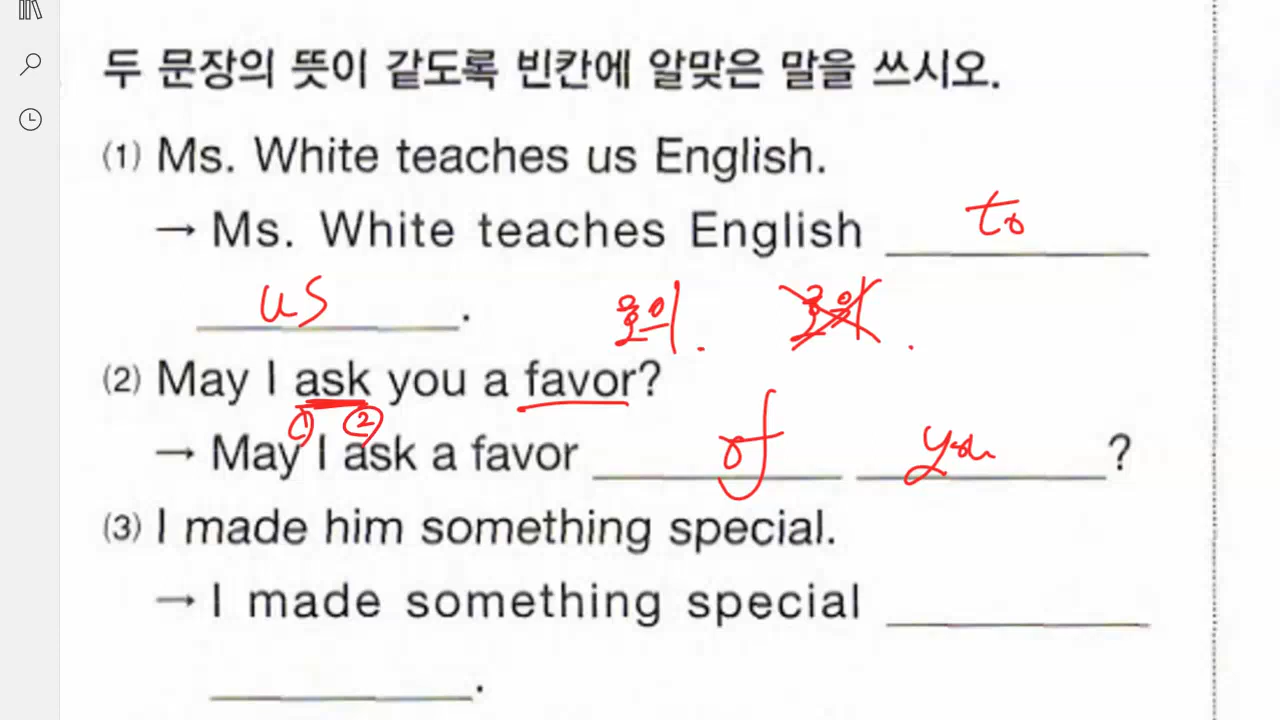 두 문장의 뜻이 같도록 빈칸에 알맞은 말을 쓰시오.
(1) Ms. White teaches us English.
→ Ms. White teaches English to
us.
(2) May I ask you a favor?
① ②
→ May I ask a favor of you?
(3) I made him something special.
→ I made something special
.